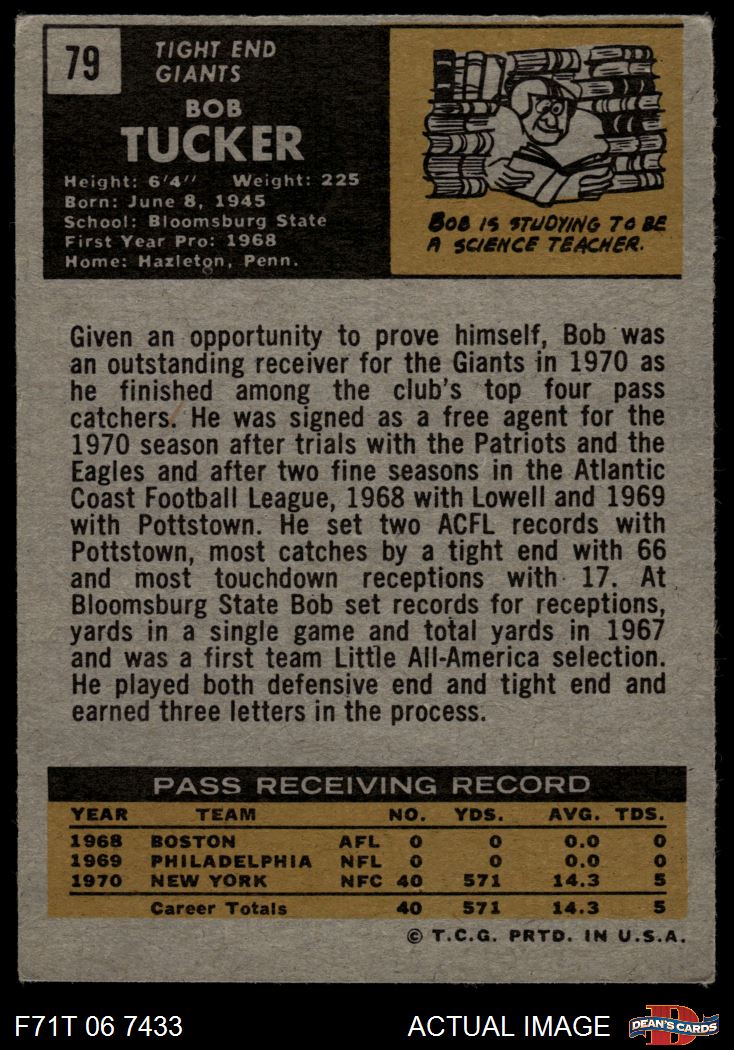 79
TIGHT END
GIANTS
BOB
TUCKER
Height: 6'4" Weight: 225
Born: June 8, 1945
School: Bloomsburg State
First Year Pro: 1968
Home: Hazleton, Penn.
BOB IS STUDYING TO BE
A SCIENCE TEACHER.
Given an opportunity to prove himself, Bob was
an outstanding receiver for the Giants in 1970 as
he finished among the club's top four pass
catchers. He was signed as a free agent for the
1970 season after trials with the Patriots and the
Eagles and after two fine seasons in the Atlantic
Coast Football League, 1968 with Lowell and 1969
with Pottstown. He set two ACFL records with
Pottstown, most catches by a tight end with 66
and most touchdown receptions with 17. At
Bloomsburg State Bob set records for receptions,
yards in a single game and total yards in 1967
and was a first team Little All-America selection.
He played both defensive end and tight end and
earned three letters in the process.
PASS RECEIVING RECORD
YEAR TEAM NO. YDS. AVG. TDS.
1968 BOSTON AFL 0 0 0.0 0
1969 PHILADELPHIA NFL 0 0 0.0 0
1970 NEW YORK NFC 40 571 14.3 5
Career Totals 40 571 14.3 5
© T.C.G. PRTD. IN U.S.A.
F71T 06 7433 ACTUAL IMAGE
DEAN'S CARDS